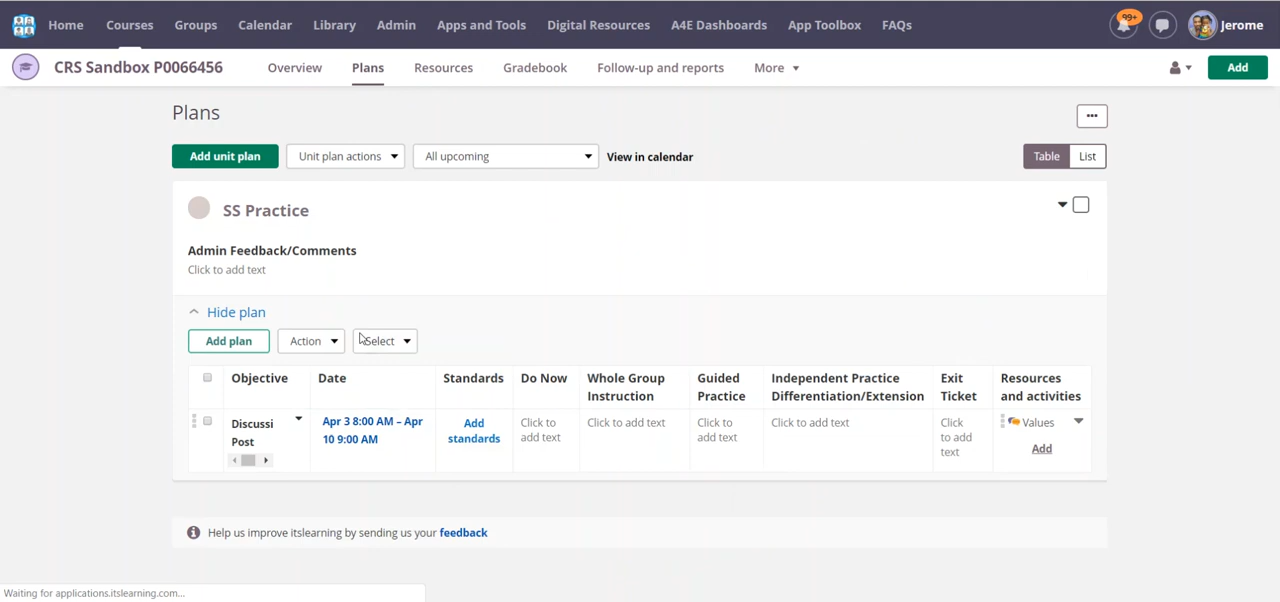 Home Courses Groups Calendar Library Admin Apps and Tools Digital Resources A4E Dashboards App Toolbox FAQs 99+ Jerome
CRS Sandbox P0066456 Overview Plans Resources Gradebook Follow-up and reports More Add
Plans
Add unit plan Unit plan actions All upcoming View in calendar Table List
SS Practice
Admin Feedback/Comments
Click to add text
Hide plan
Add plan Action Select
Objective Date Standards Do Now Whole Group Instruction Guided Practice Independent Practice Differentiation/Extension Exit Ticket Resources and activities
Discussi Post
Apr 3 8:00 AM – Apr 10 9:00 AM
Add standards
Click to add text
Click to add text
Click to add text
Click to add text
Click to add text
Values
Add
Help us improve itslearning by sending us your feedback
Waiting for applications.itslearning.com...